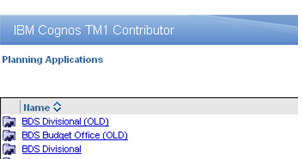 IBM Cognos TM1 Contributor
Planning Applications
Name
BDS Divisional (OLD)
BDS Budget Office (OLD)
BDS Divisional